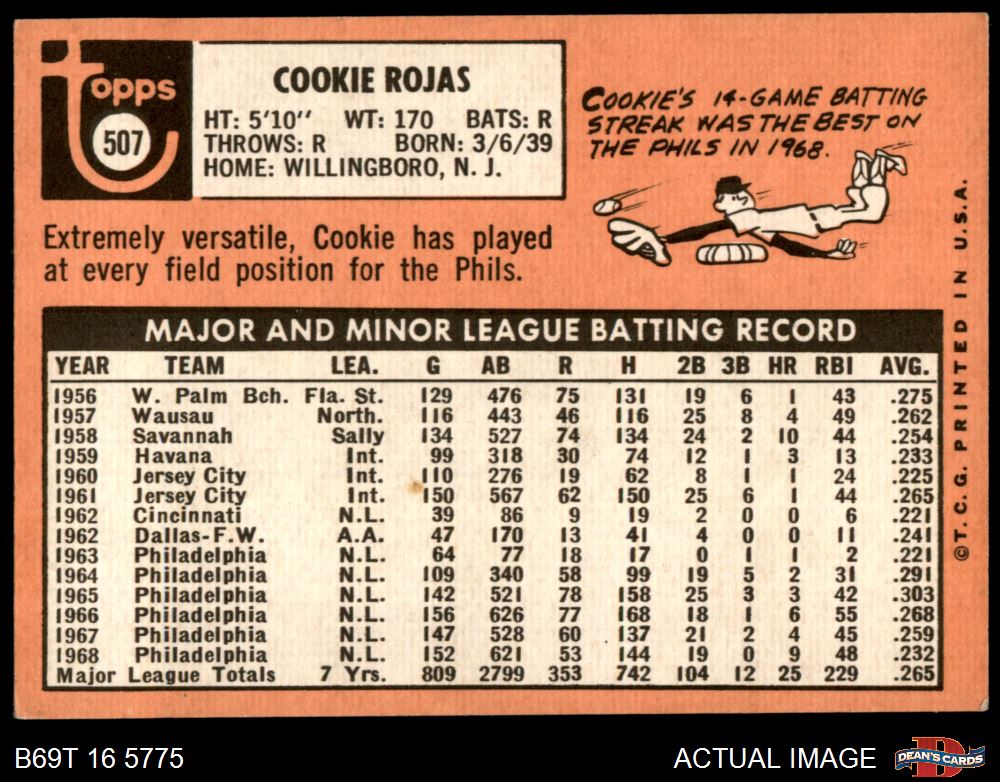 topps
507
COOKIE ROJAS
HT: 5'10" WT: 170 BATS: R
THROWS: R BORN: 3/6/39
HOME: WILLINGBORO, N. J.
COOKIE'S 14-GAME BATTING
STREAK WAS THE BEST ON
THE PHILS IN 1968.
Extremely versatile, Cookie has played
at every field position for the Phils.
MAJOR AND MINOR LEAGUE BATTING RECORD
YEAR TEAM LEA. G AB R H 2B 3B HR RBI AVG.
1956 W. Palm Bch. Fla. St. 129 476 75 131 19 6 1 43 .275
1957 Wausau North. 116 443 46 116 25 8 4 49 .262
1958 Savannah Sally 134 527 74 134 24 2 10 44 .254
1959 Havana Int. 99 318 30 74 12 1 3 13 .233
1960 Jersey City Int. 110 276 19 62 8 1 1 24 .225
1961 Jersey City Int. 150 567 62 150 25 6 1 44 .265
1962 Cincinnati N.L. 39 86 9 19 2 0 0 6 .221
1962 Dallas-F.W. A.A. 47 170 13 41 4 0 0 11 .241
1963 Philadelphia N.L. 64 77 18 17 0 1 1 2 .221
1964 Philadelphia N.L. 109 340 58 99 19 5 2 31 .291
1965 Philadelphia N.L. 142 521 78 158 25 3 3 42 .303
1966 Philadelphia N.L. 156 626 77 168 18 1 6 55 .268
1967 Philadelphia N.L. 147 528 60 137 21 2 4 45 .259
1968 Philadelphia N.L. 152 621 53 144 19 0 9 48 .232
Major League Totals 7 Yrs. 809 2799 353 742 104 12 25 229 .265
©T.C.G. PRINTED IN U.S.A.
B69T 16 5775
ACTUAL IMAGE
D
DEAN'S CARDS